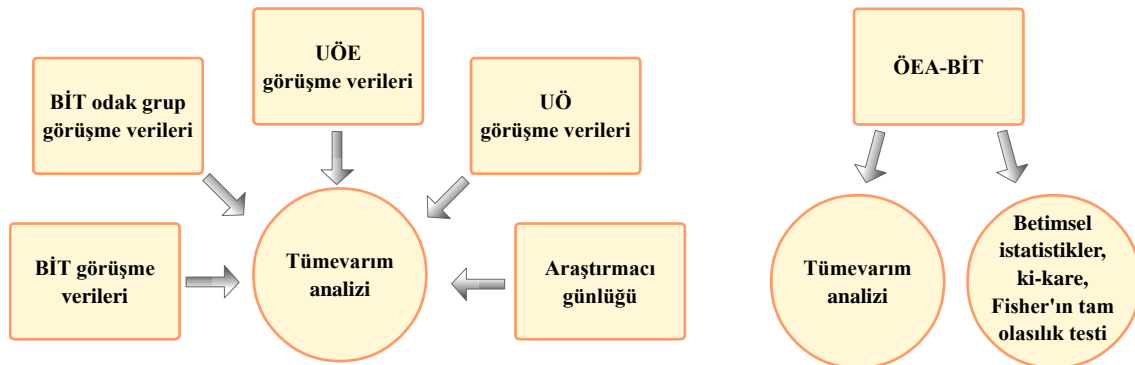 UÖE
görüşme verileri
BİT odak grup
görüşme verileri
UÖ
görüşme verileri
BİT görüşme
verileri
Tümevarım
analizi
Araştırmacı
günlüğü
ÖEA-BİT
Tümevarım
analizi
Betimsel
istatistikler,
ki-kare,
Fisher'ın tam
olasılık testi